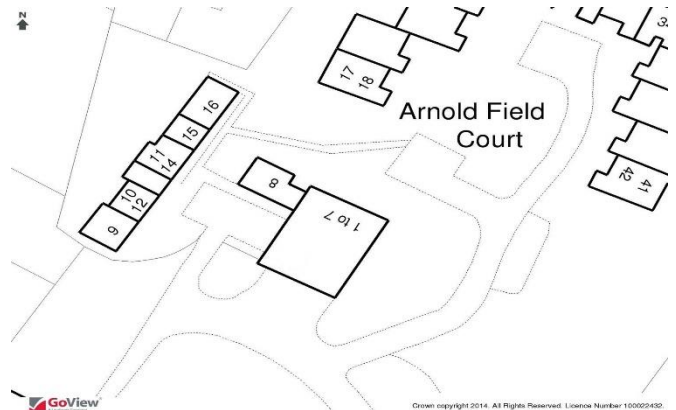 N
17
18
Arnold Field
Court
16
15
11
14
10
12
9
8
1 to 7
42
41
GoView
Crown copyright 2014. All Rights Reserved. Licence Number 100022432.